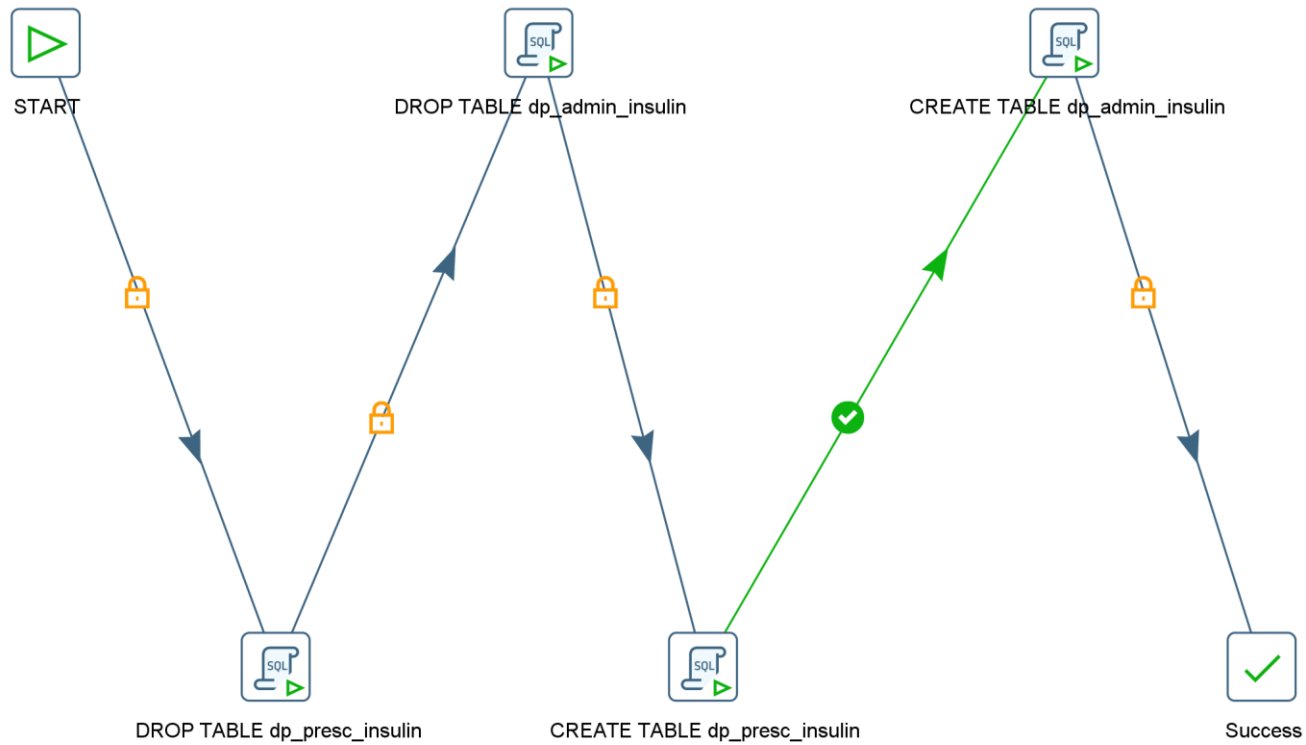 SQL
SQL
START
DROP TABLE dp_admin_insulin
CREATE TABLE dp_admin_insulin
SQL
SQL
DROP TABLE dp_presc_insulin
CREATE TABLE dp_presc_insulin
Success